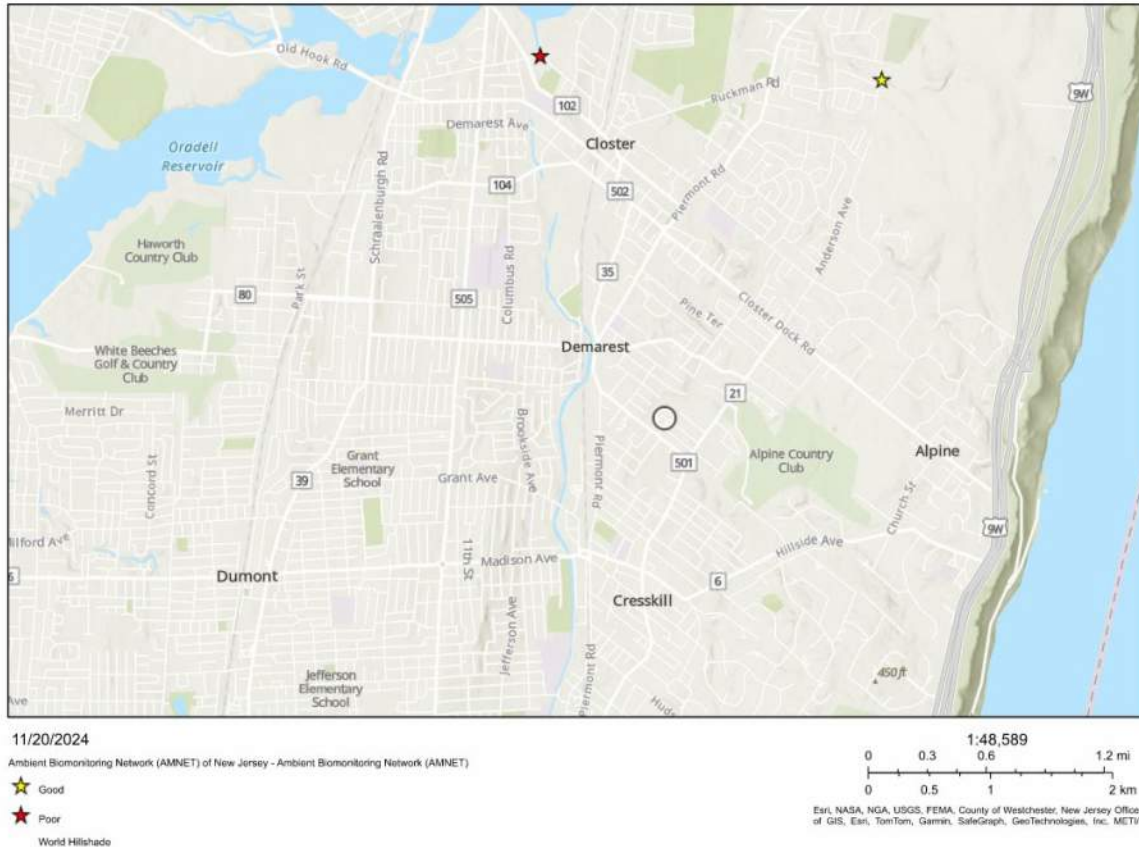 Old Hook Rd
Ruckman Rd
9W
102
Demarest Ave
Closter
Oradell
Reservoir
104
502
Schraalenburgh Rd
Piermont Rd
Anderson Ave
Haworth
Country Club
Columbus Rd
35
Park St
80
505
Pine Ter
Closter Dock Rd
White Beeches
Golf & Country
Club
Demarest
21
Merritt Dr
Brookside Ave
Piermont Rd
Alpine
Grant
Elementary
School
501
Alpine Country
Club
Concord St
39
Grant Ave
Church St
9W
Milford Ave
11th St
Madison Ave
Hillside Ave
Dumont
6
Cresskill
Jefferson Ave
Piermont Rd
450 ft
Jefferson
Elementary
School
Ave
11/20/2024
Ambient Biomonitoring Network (AMNET) of New Jersey - Ambient Biomonitoring Network (AMNET)
Good
Poor
World Hillshade
1:48,589
0 0.3 0.6 1.2 mi
0 0.5 1 2 km
Esri, NASA, NGA, USGS, FEMA, County of Westchester, New Jersey Office
of GIS, Esri, TomTom, Garmin, SafeGraph, GeoTechnologies, Inc, METI/